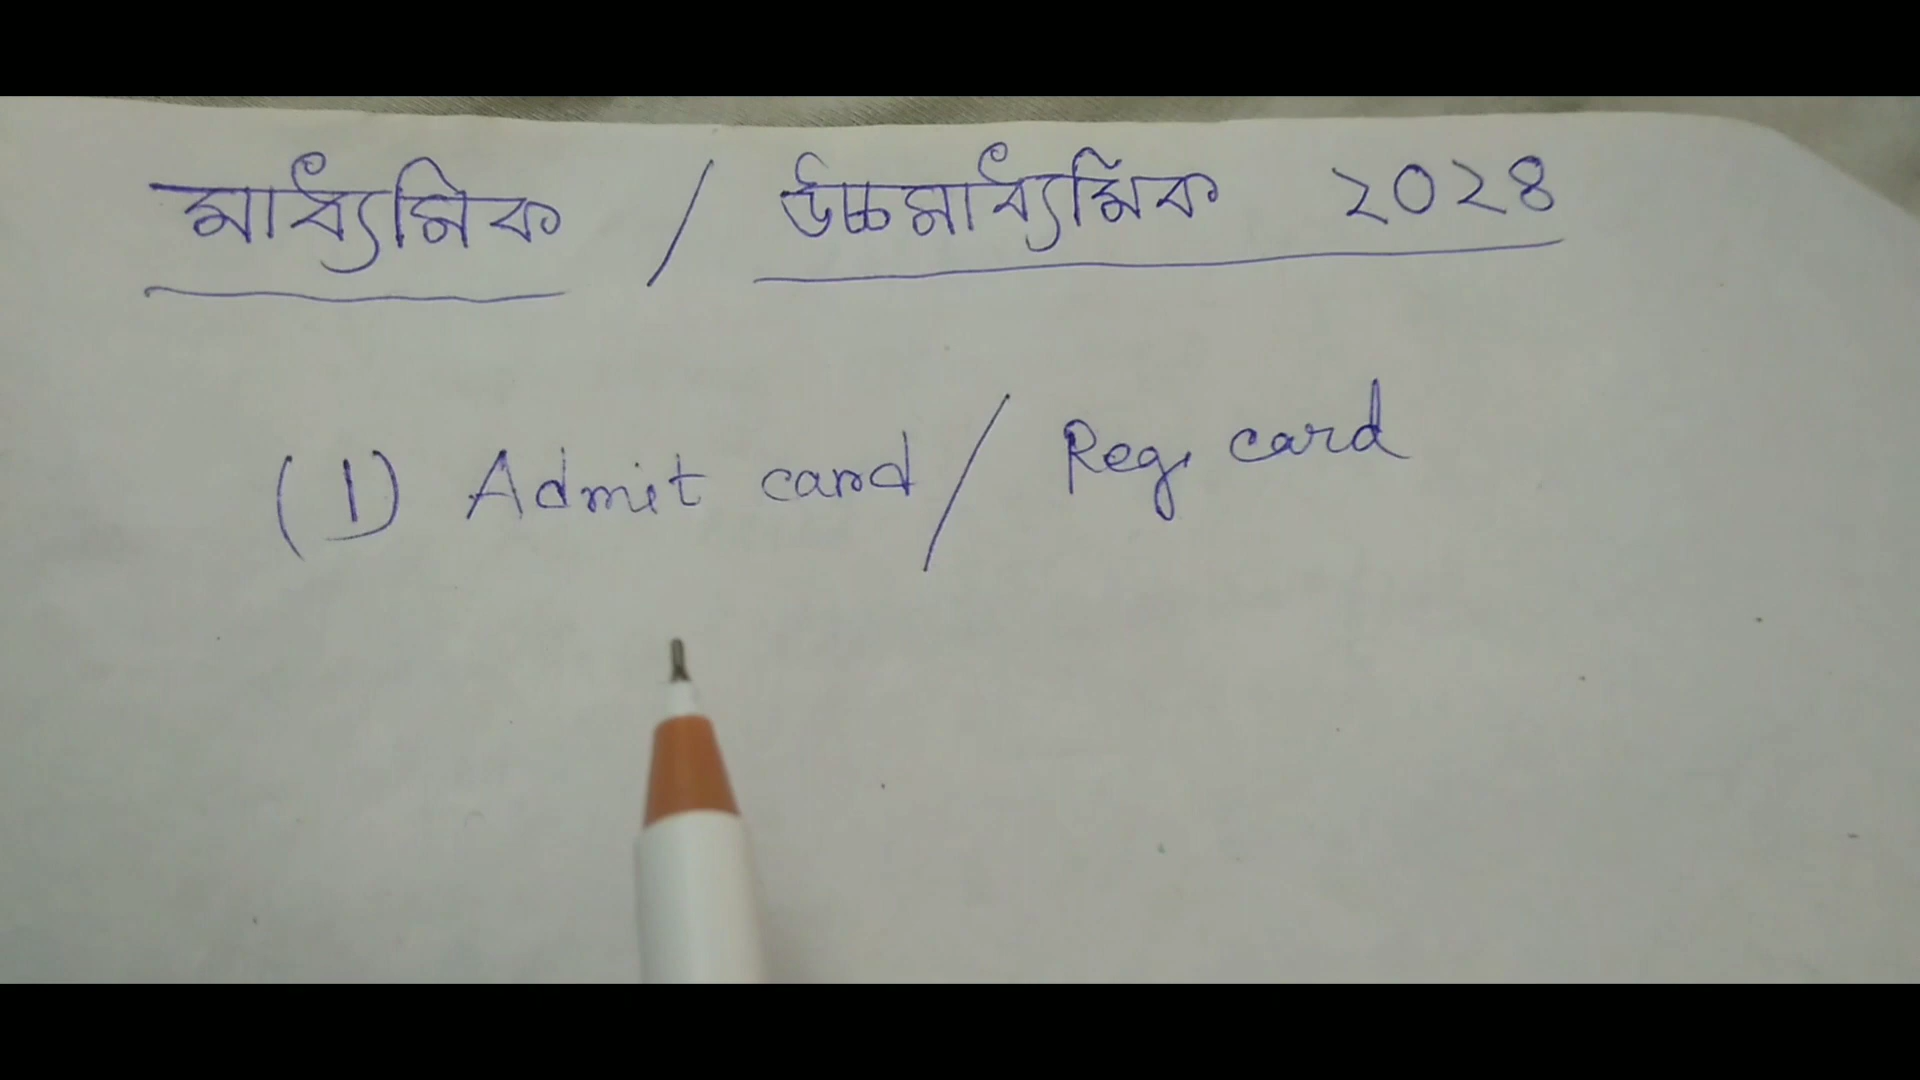 মাধ্যমিক / উচ্চমাধ্যমিক ২০২৪
(1) Admit card / Reg. card